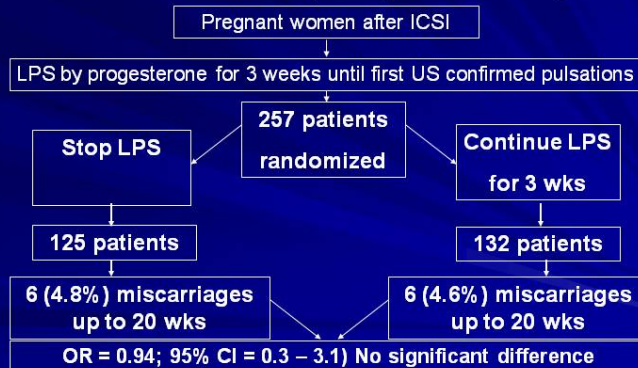 Pregnant women after ICSI
LPS by progesterone for 3 weeks until first US confirmed pulsations
257 patients
randomized
Stop LPS
Continue LPS
for 3 wks
125 patients
132 patients
6 (4.8%) miscarriages
up to 20 wks
6 (4.6%) miscarriages
up to 20 wks
OR = 0.94; 95% CI = 0.3 – 3.1) No significant difference